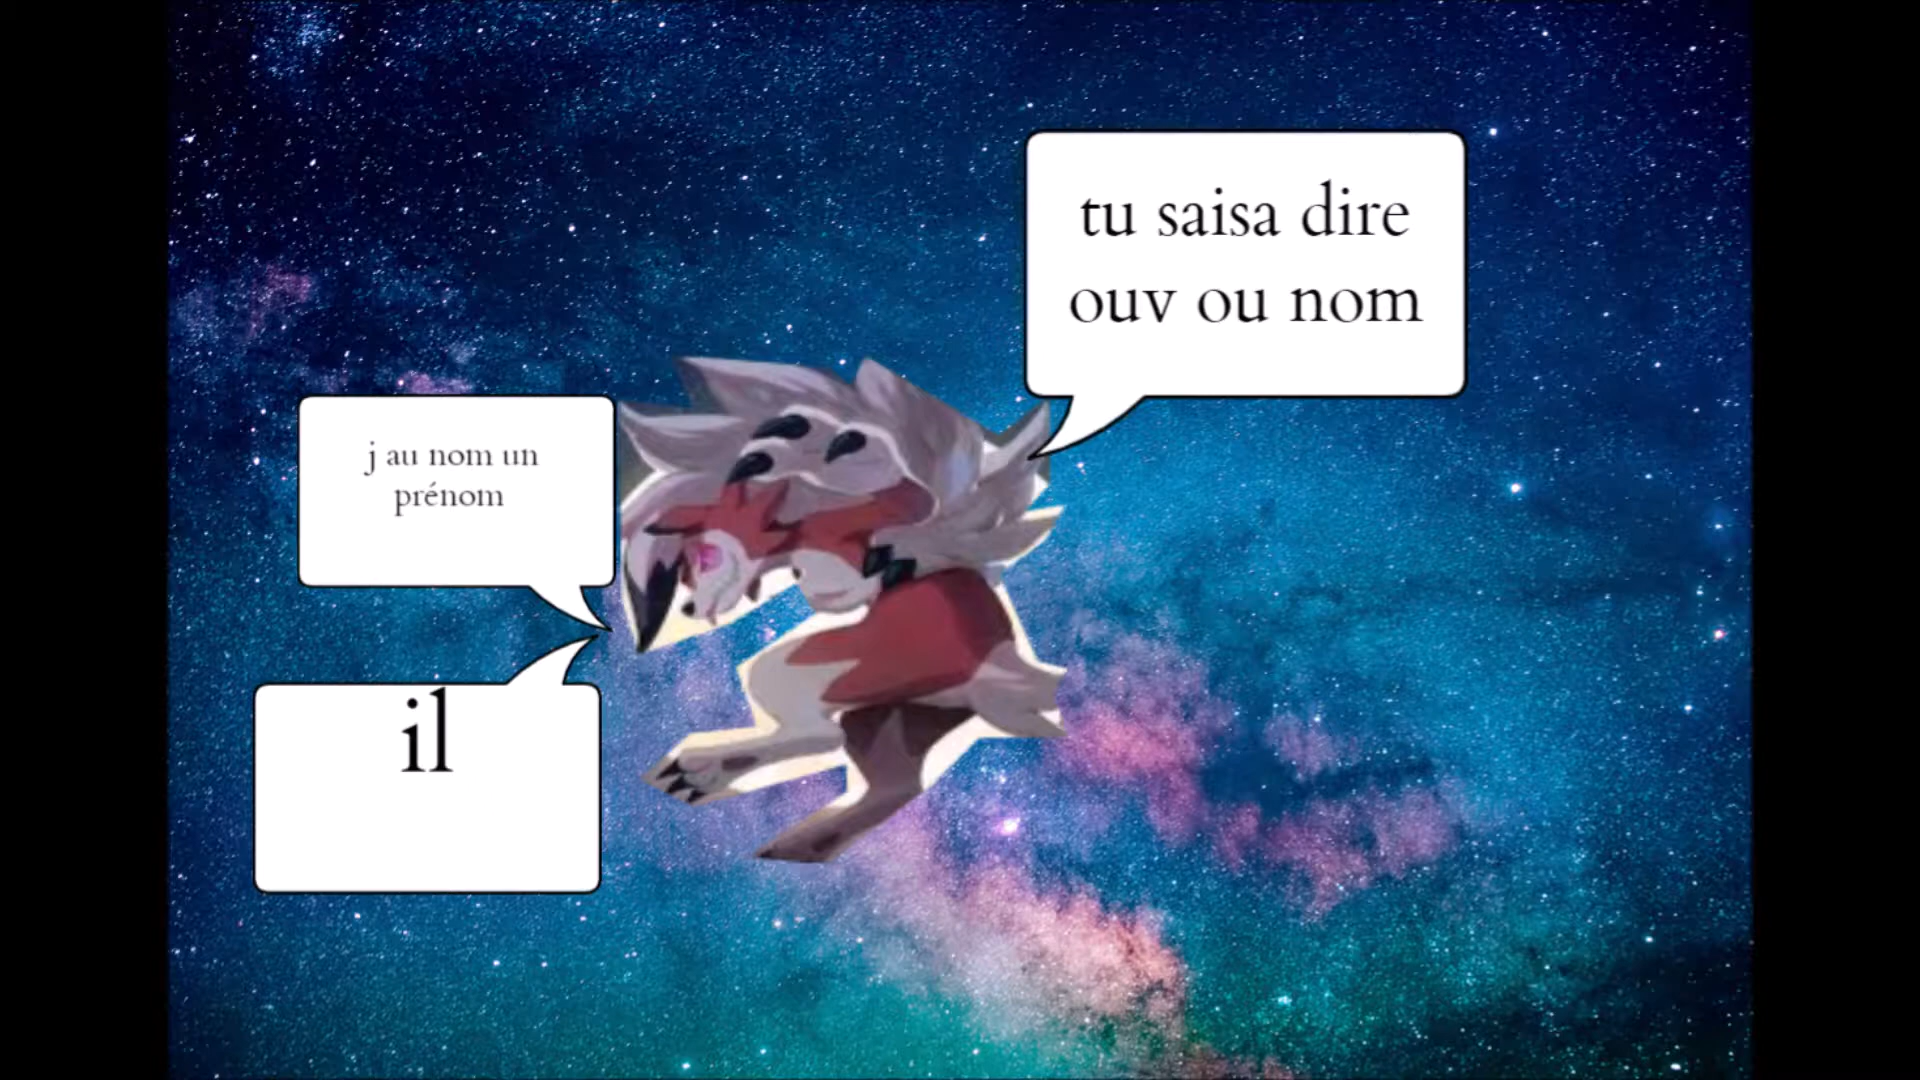 tu saisa dire
ouv ou nom
j au nom un
prénom
il